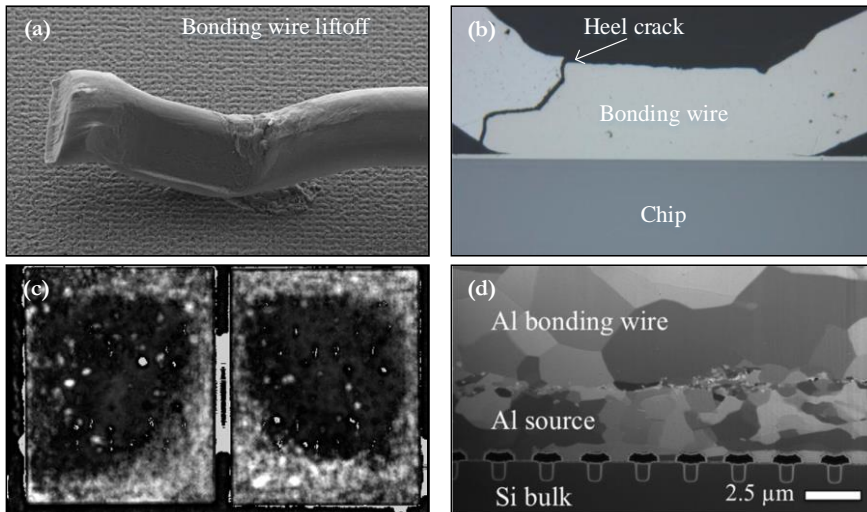 (a)
Bonding wire liftoff
(b)
Heel crack
Bonding wire
Chip
(c)
(d)
Al bonding wire
Al source
Si bulk
2.5 µm